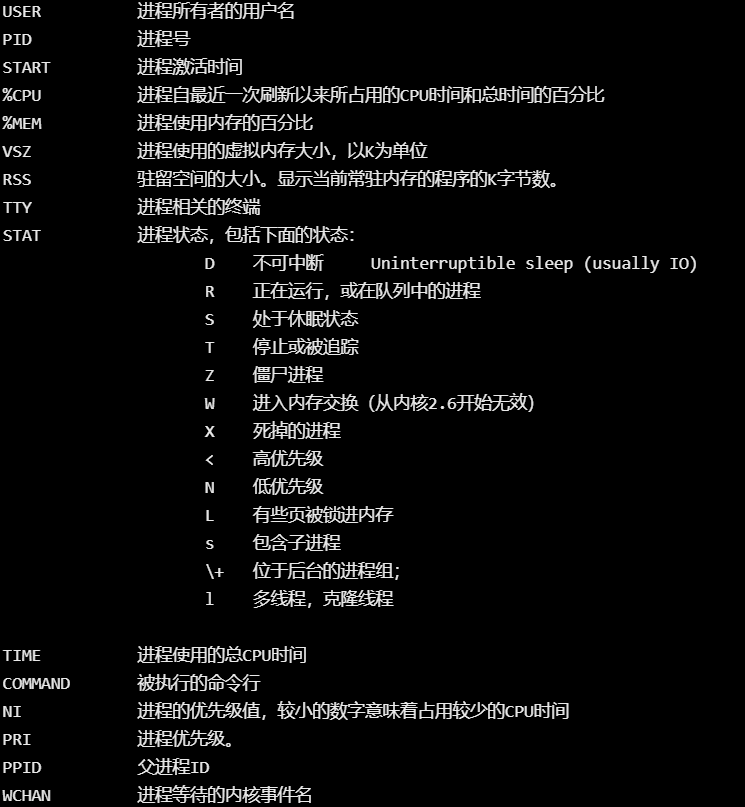 USER 进程所有者的用户名
PID 进程号
START 进程激活时间
%CPU 进程自最近一次刷新以来所占用的CPU时间和总时间的百分比
%MEM 进程使用内存的百分比
VSZ 进程使用的虚拟内存大小，以K为单位
RSS 驻留空间的大小。显示当前常驻内存的程序的K字节数。
TTY 进程相关的终端
STAT 进程状态，包括下面的状态：
D 不可中断 Uninterruptible sleep (usually IO)
R 正在运行，或在队列中的进程
S 处于休眠状态
T 停止或被追踪
Z 僵尸进程
W 进入内存交换（从内核2.6开始无效）
X 死掉的进程
< 高优先级
N 低优先级
L 有些页被锁进内存
s 包含子进程
\+ 位于后台的进程组；
l 多线程，克隆线程
TIME 进程使用的总CPU时间
COMMAND 被执行的命令行
NI 进程的优先级值，较小的数字意味着占用较少的CPU时间
PRI 进程优先级。
PPID 父进程ID
WCHAN 进程等待的内核事件名